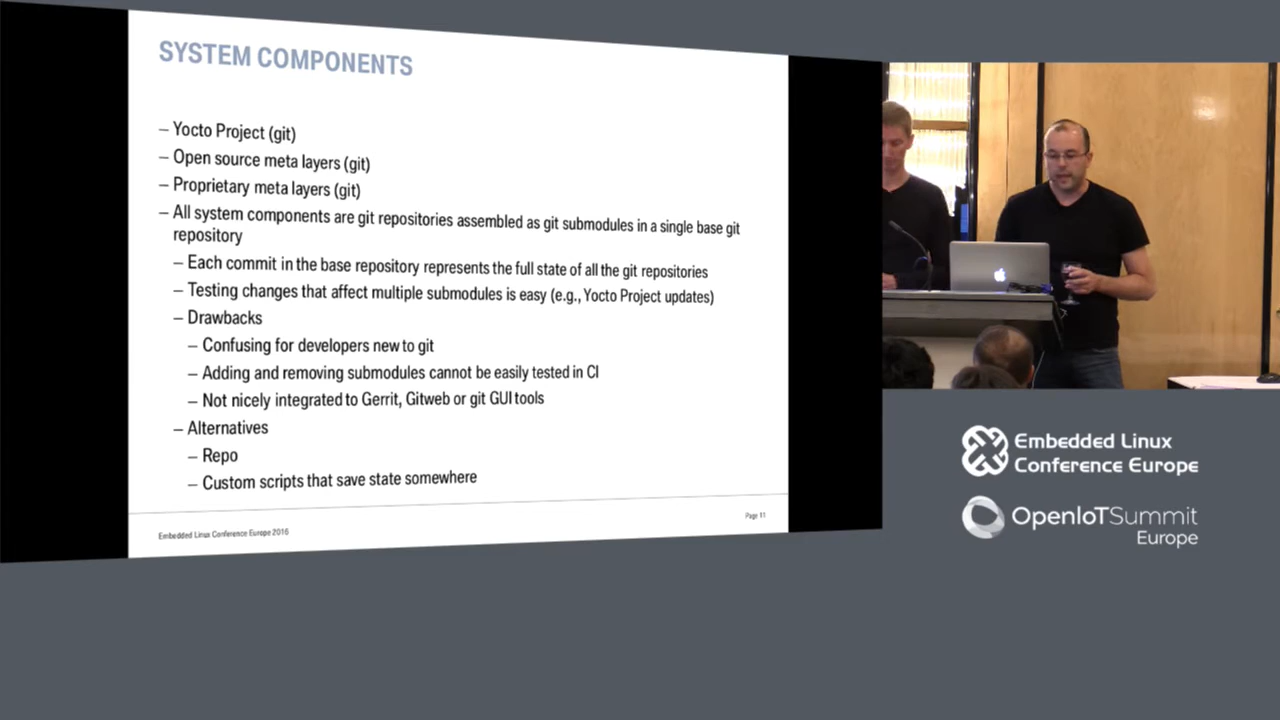 SYSTEM COMPONENTS
– Yocto Project (git)
– Open source meta layers (git)
– Proprietary meta layers (git)
– All system components are git repositories assembled as git submodules in a single base git
repository
– Each commit in the base repository represents the full state of all the git repositories
– Testing changes that affect multiple submodules is easy (e.g., Yocto Project updates)
– Drawbacks
– Confusing for developers new to git
– Adding and removing submodules cannot be easily tested in CI
– Not nicely integrated to Gerrit, Gitweb or git GUI tools
– Alternatives
– Repo
– Custom scripts that save state somewhere
Embedded Linux Conference Europe 2016
Page 11
Embedded Linux
Conference Europe
OpenIoTSummit
Europe